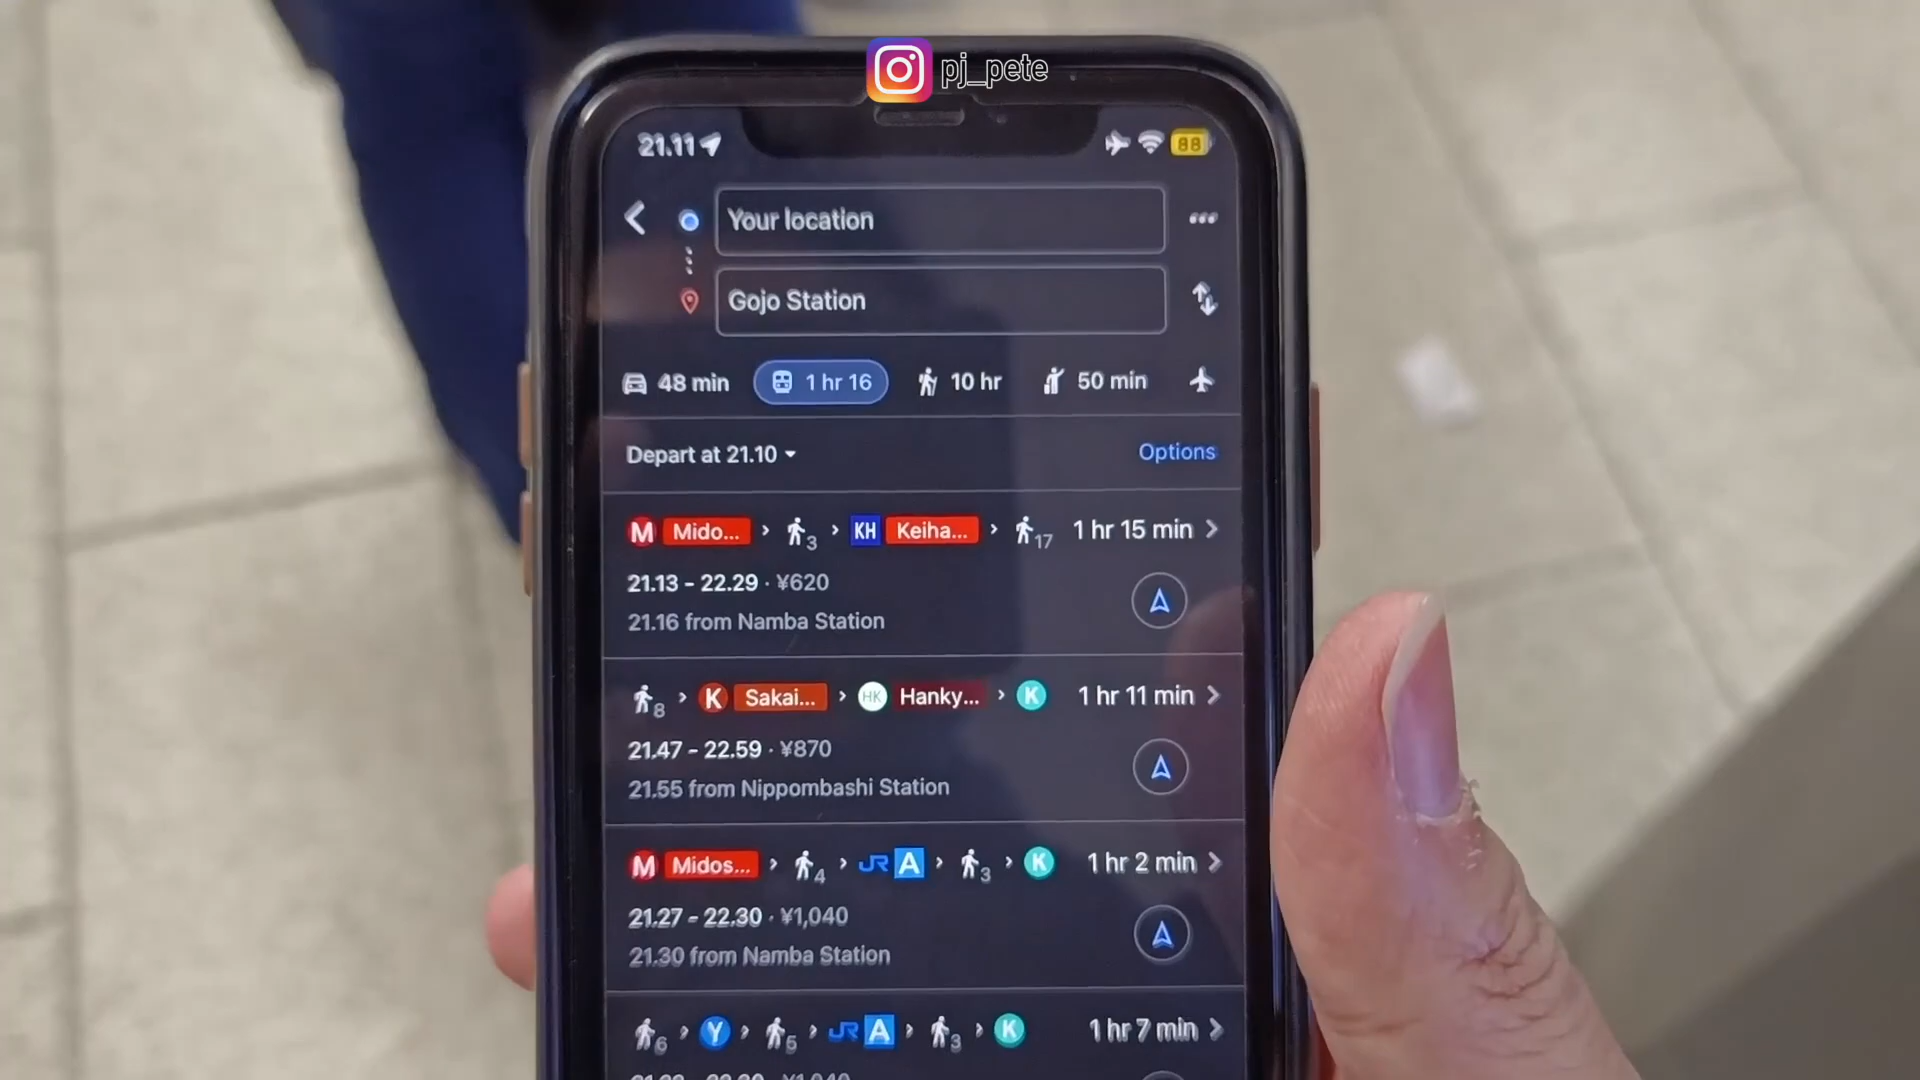 pj_pete
21.11 88
Your location
Gojo Station
48 min 1 hr 16 10 hr 50 min
Depart at 21.10 Options
M Mido... 3 KH Keiha... 17 1 hr 15 min
21.13 - 22.29 · ¥620
21.16 from Namba Station
8 K Sakai... HK Hanky... K 1 hr 11 min
21.47 - 22.59 · ¥870
21.55 from Nippombashi Station
M Midos... 4 JR A 3 K 1 hr 2 min
21.27 - 22.30 · ¥1,040
21.30 from Namba Station
6 Y 5 JR A 3 K 1 hr 7 min